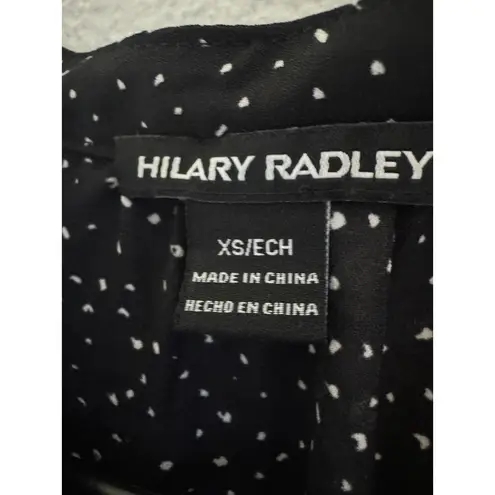 HILARY RADLEY
XS/ECH
MADE IN CHINA
HECHO EN CHINA